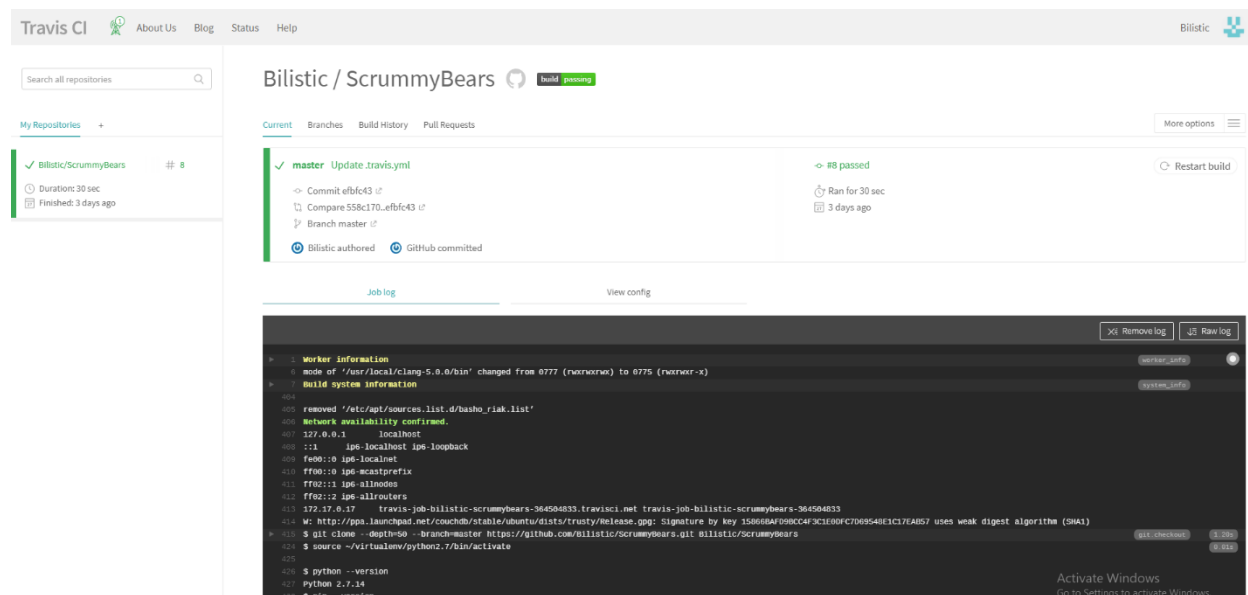 Travis CI 1 About Us Blog Status Help Bilistic
Search all repositories
My Repositories +
Bilistic/ScrummyBears # 8
Duration: 30 sec
Finished: 3 days ago
Bilistic / ScrummyBears build passing
Current Branches Build History Pull Requests More options
master Update .travis.yml
Commit efbfc43
Compare 558c170..efbfc43
Branch master
Bilistic authored GitHub committed
#8 passed
Ran for 30 sec
3 days ago
Restart build
Job log View config
Remove log Raw log
1 Worker information worker_info
6 mode of ‘/usr/local/clang-5.0.0/bin’ changed from 0777 (rwxrwxrwx) to 0775 (rwxrwxr-x)
7 Build system information system_info
404
405 removed ‘/etc/apt/sources.list.d/basho_riak.list’
406 Network availability confirmed.
407 127.0.0.1 localhost
408 ::1 ip6-localhost ip6-loopback
409 fe00::0 ip6-localnet
410 ff00::0 ip6-mcastprefix
411 ff02::1 ip6-allnodes
412 ff02::2 ip6-allrouters
413 172.17.0.17 travis-job-bilistic-scrummybears-364504833.travisci.net travis-job-bilistic-scrummybears-364504833
414 W: http://ppa.launchpad.net/couchdb/stable/ubuntu/dists/trusty/Release.gpg: Signature by key 15866BAFD9BCC4F3C1E0DFC7D69548E1C17EAB57 uses weak digest algorithm (SHA1)
415 $ git clone --depth=50 --branch=master https://github.com/Bilistic/ScrummyBears.git Bilistic/ScrummyBears git.checkout 1.20s
424 $ source ~/virtualenv/python2.7/bin/activate 0.01s
425
426 $ python --version
427 Python 2.7.14
Activate Windows
Go to Settings to activate Windows.